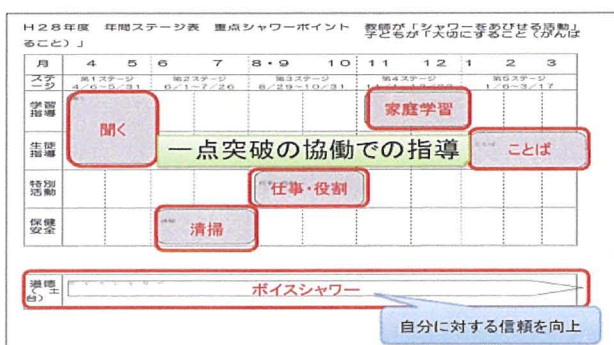 H28年度 年間ステージ表 重点シャワーポイント 教師が「シャワーをあびせる活動」
子どもが「大切にすること(がんばること)」
月 4 5 6 7 8・9 10 11 12 1 2 3
ステージ 第1ステージ 第2ステージ 第3ステージ 第4ステージ 第5ステージ
4/6~5/31 6/1~7/26 8/29~10/31 1/6~3/17
学習指導 聞く 家庭学習
生徒指導 一点突破の協働での指導 ことば
特別活動 仕事・役割
保健安全 清掃
道徳(土台) ボイスシャワー
自分に対する信頼を向上